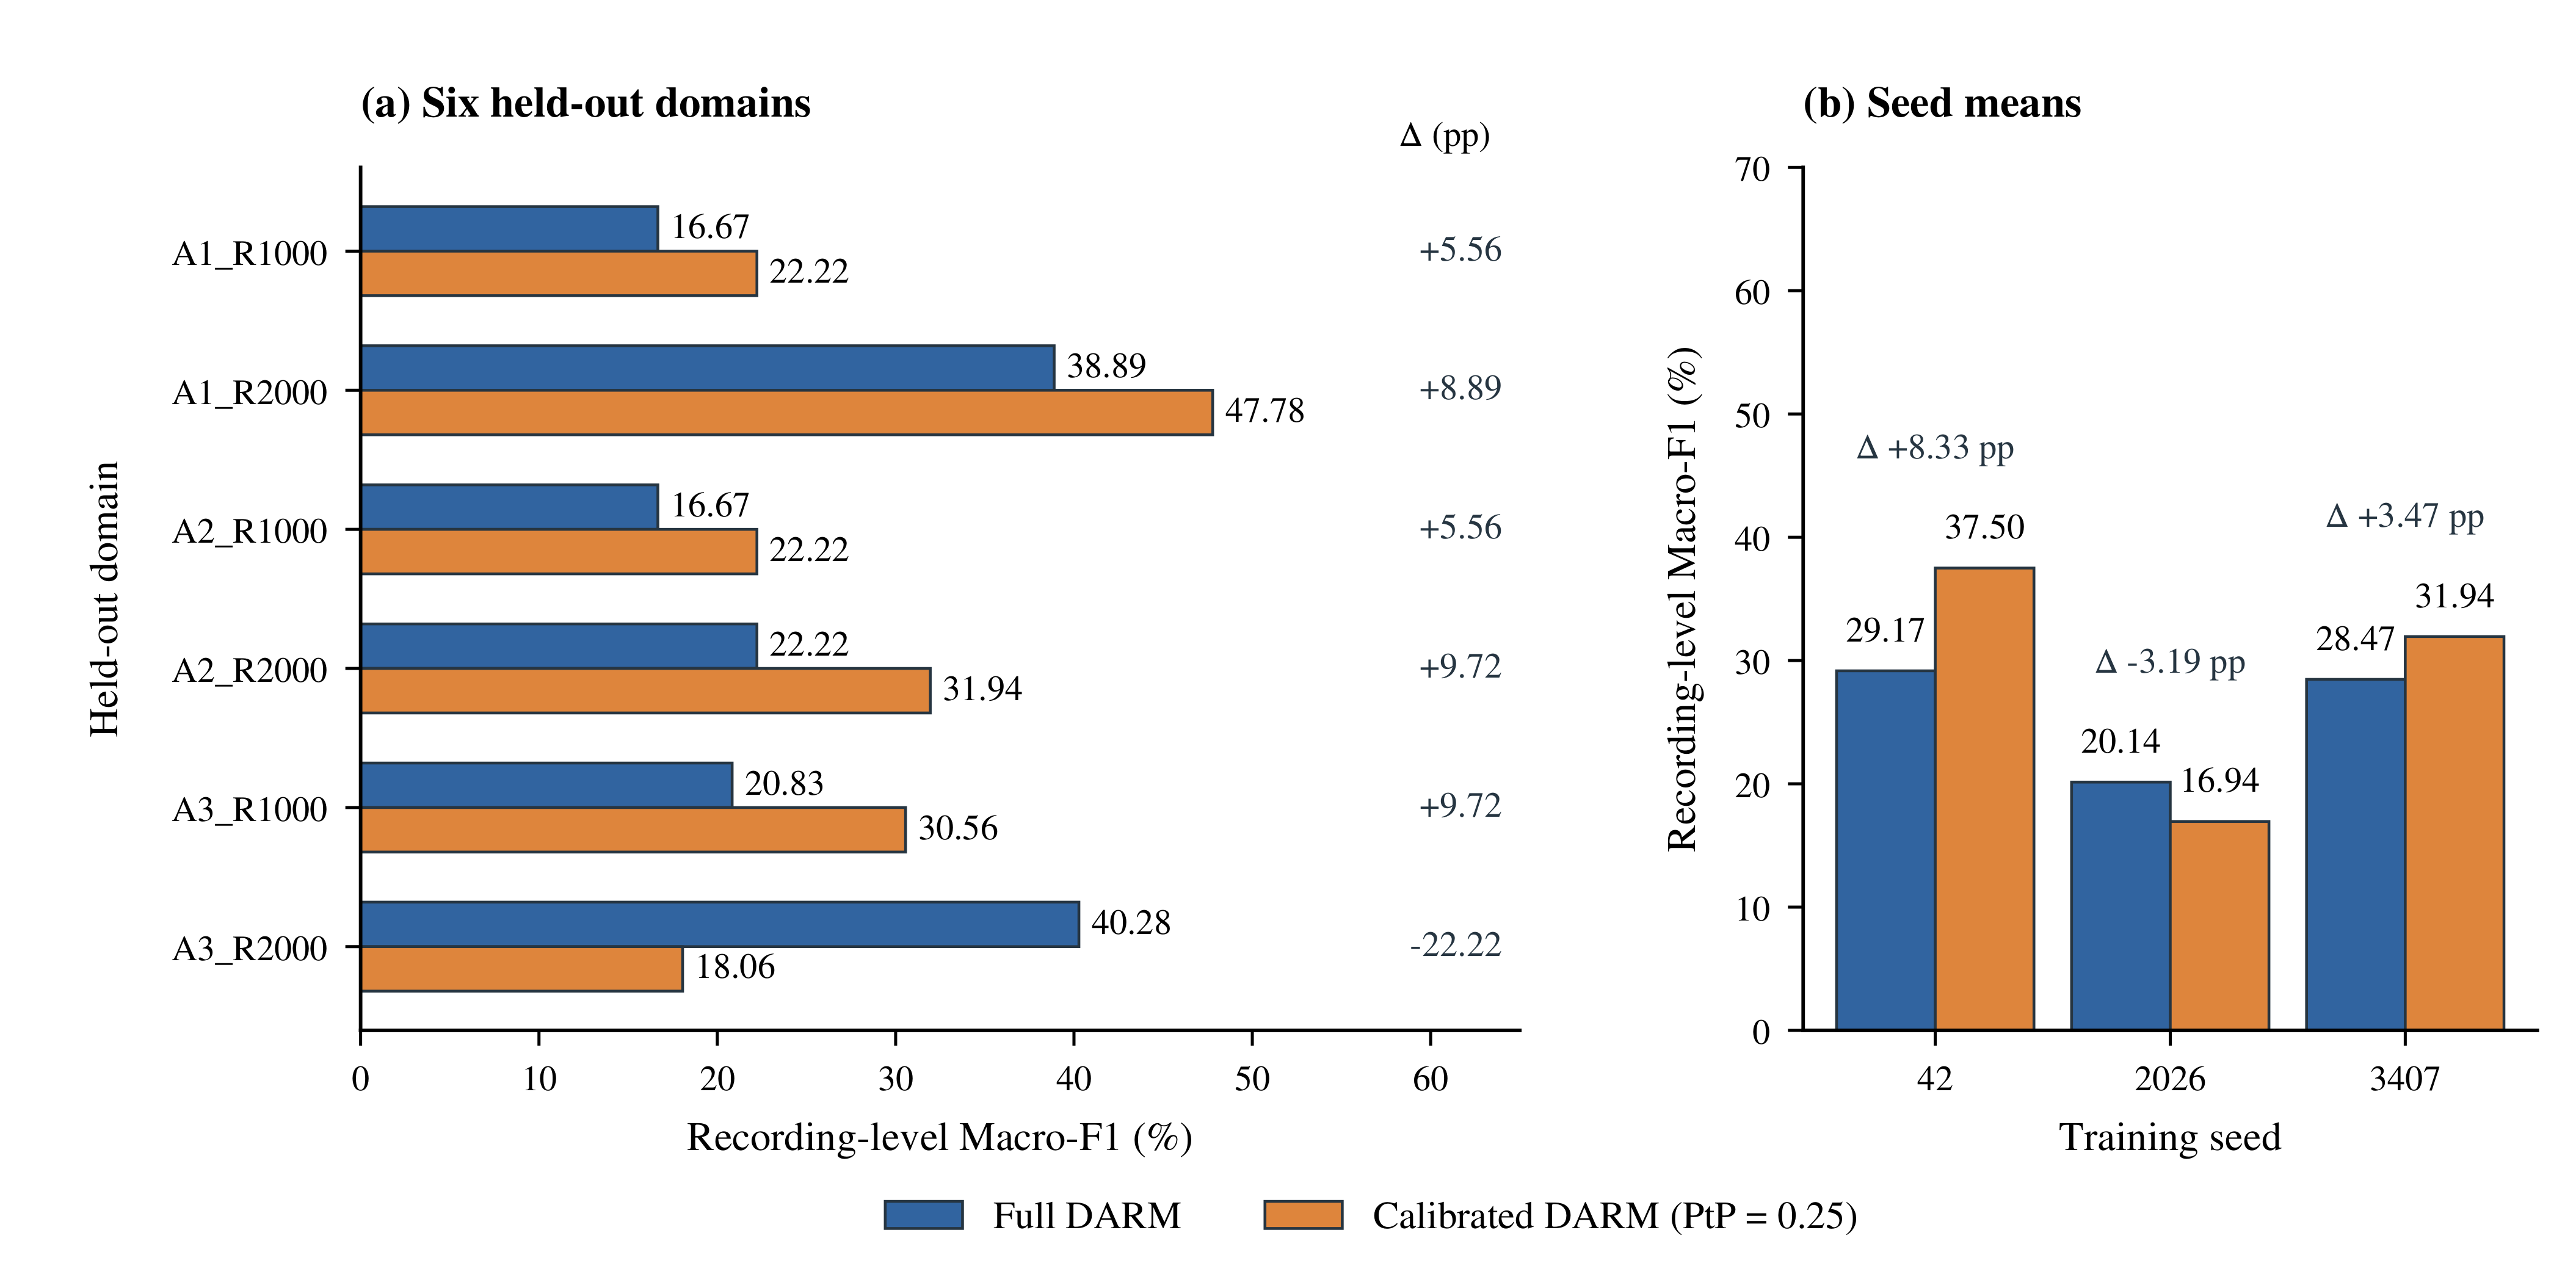 (a) Six held-out domains
Δ (pp)
A1_R1000
16.67
22.22
+5.56
A1_R2000
38.89
47.78
+8.89
A2_R1000
16.67
22.22
+5.56
A2_R2000
22.22
31.94
+9.72
A3_R1000
20.83
30.56
+9.72
A3_R2000
40.28
18.06
-22.22
Held-out domain
0 10 20 30 40 50 60
Recording-level Macro-F1 (%)
(b) Seed means
70
60
50
40
30
20
10
0
Recording-level Macro-F1 (%)
Δ +8.33 pp
29.17
37.50
Δ -3.19 pp
20.14
16.94
Δ +3.47 pp
28.47
31.94
42 2026 3407
Training seed
Full DARM
Calibrated DARM (PtP = 0.25)